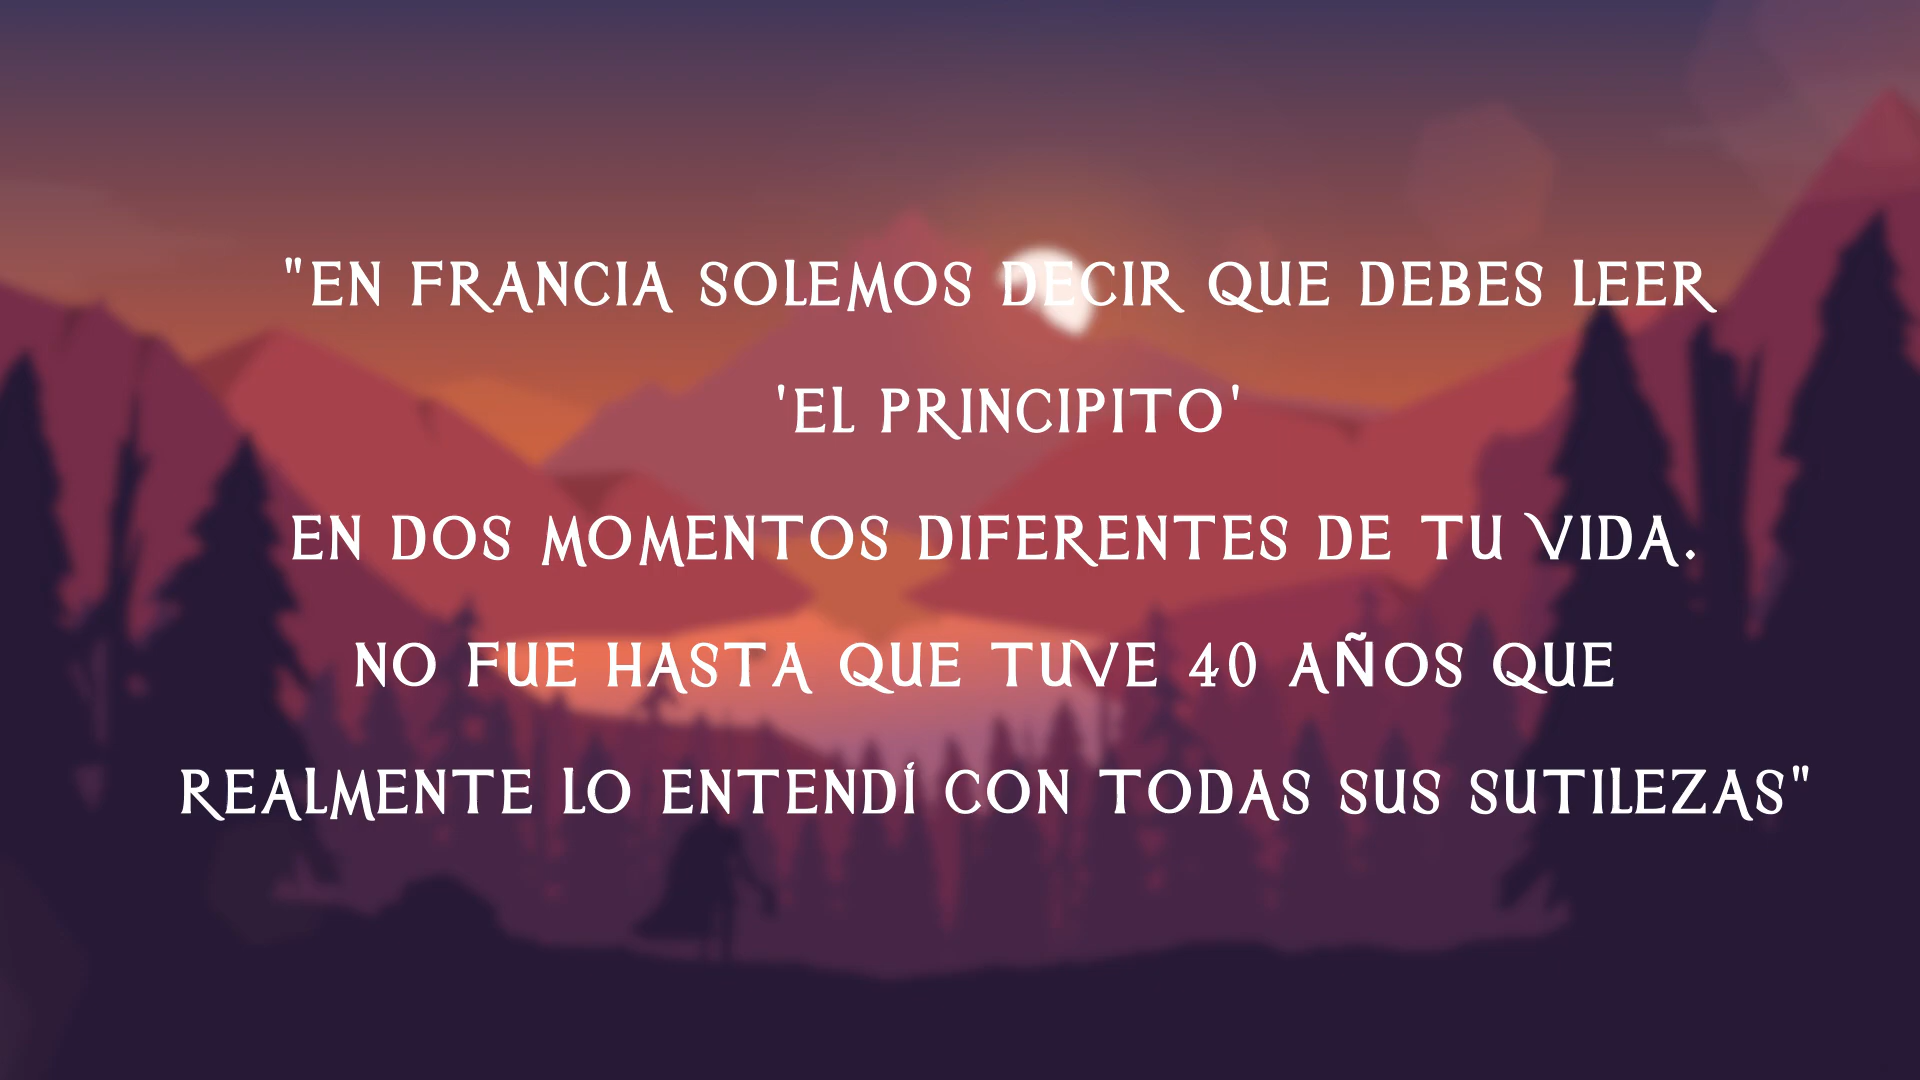 "EN FRANCIA SOLEMOS DECIR QUE DEBES LEER
'EL PRINCIPITO'
EN DOS MOMENTOS DIFERENTES DE TU VIDA.
NO FUE HASTA QUE TUVE 40 AÑOS QUE
REALMENTE LO ENTENDÍ CON TODAS SUS SUTILEZAS"